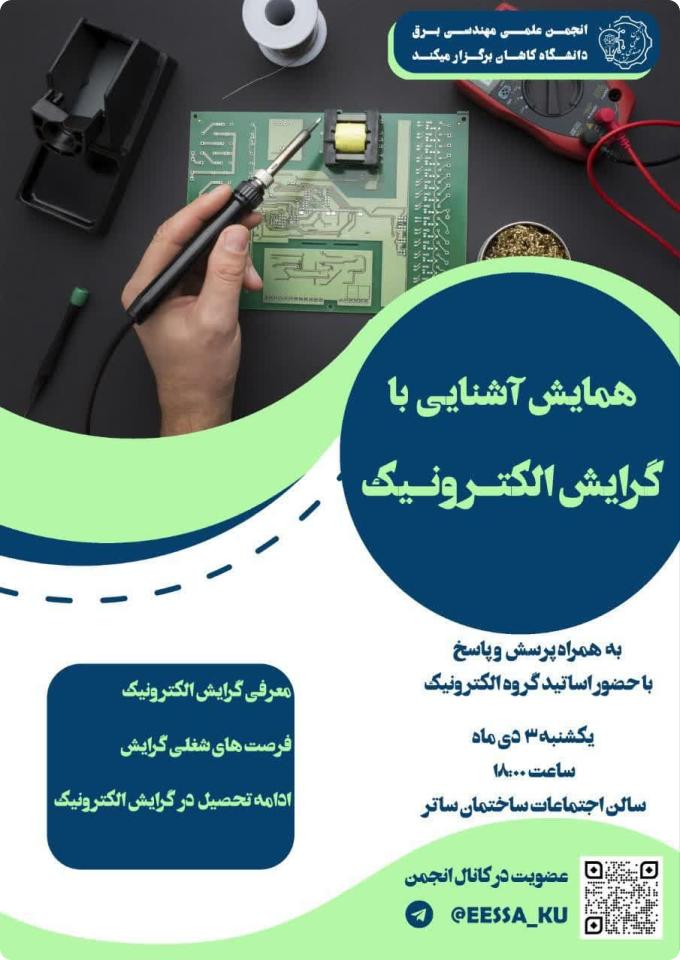 انجمن علمی مهندسی برق
دانشگاه کاشان برگزار میکند
همایش آشنایی با
گرایش الکترونیک
به همراه پرسش و پاسخ
با حضور اساتید گروه الکترونیک
یکشنبه ۳ دی ماه
ساعت ۱۸:۰۰
سالن اجتماعات ساختمان ساتر
معرفی گرایش الکترونیک
فرصت های شغلی گرایش
ادامه تحصیل در گرایش الکترونیک
عضویت در کانال انجمن
@EESSA_KU